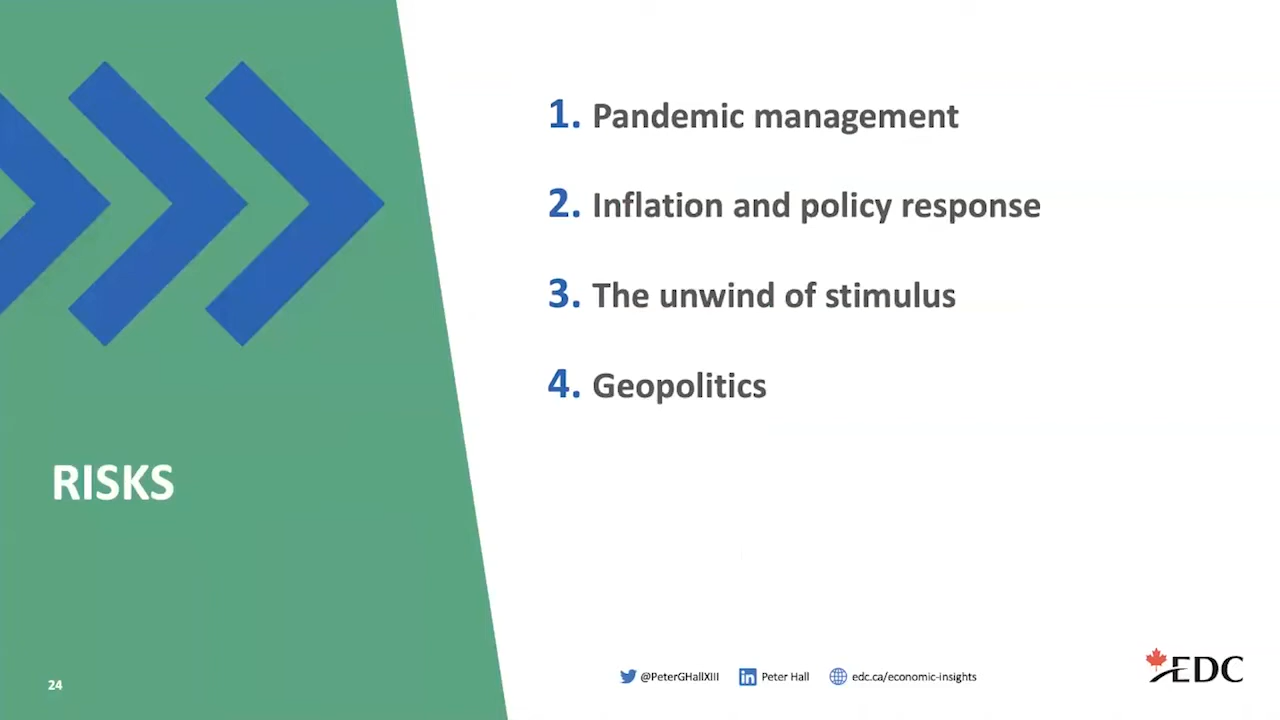 1. Pandemic management
2. Inflation and policy response
3. The unwind of stimulus
4. Geopolitics
RISKS
24
@PeterGHallXIII
in Peter Hall
edc.ca/economic-insights
EDC